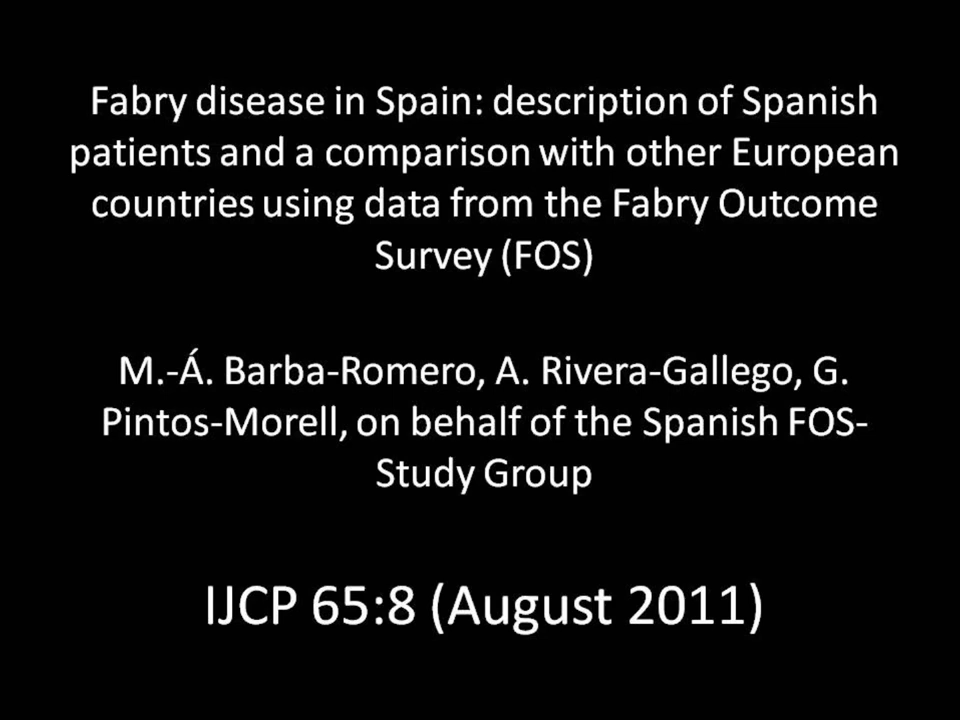 Fabry disease in Spain: description of Spanish
patients and a comparison with other European
countries using data from the Fabry Outcome
Survey (FOS)
M.-Á. Barba-Romero, A. Rivera-Gallego, G.
Pintos-Morell, on behalf of the Spanish FOS-
Study Group
IJCP 65:8 (August 2011)